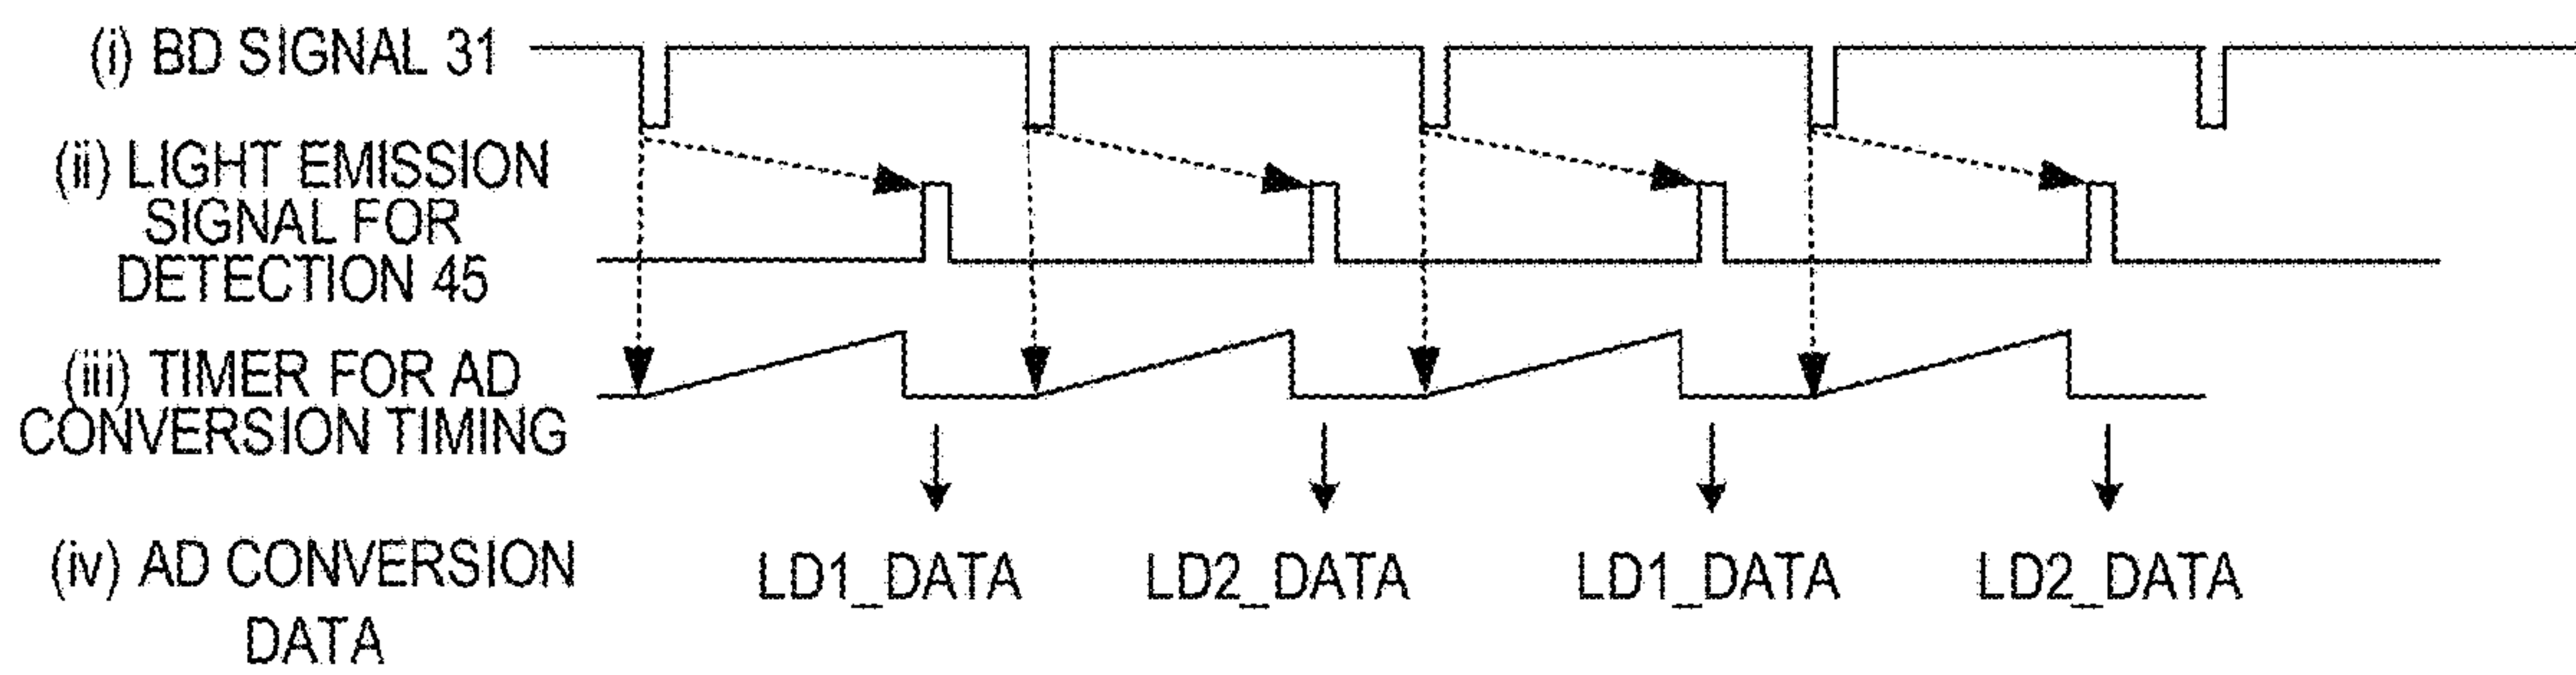 (i) BD SIGNAL 31
(ii) LIGHT EMISSION
SIGNAL FOR
DETECTION 45
(iii) TIMER FOR AD
CONVERSION TIMING
(iv) AD CONVERSION
DATA
LD1_DATA LD2_DATA LD1_DATA LD2_DATA